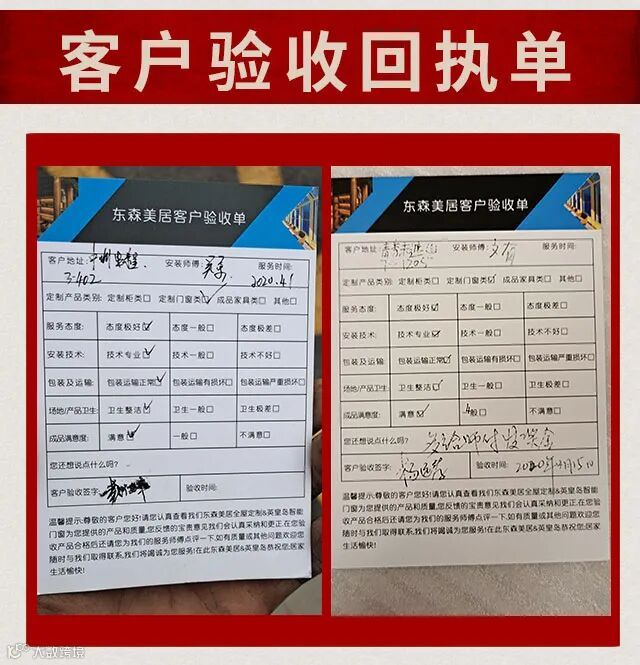 客户验收回执单
东森美居客户验收单
客户地址: 安装师傅: 服务时间:
3-402 2020.4.1
定制产品类别: 定制柜类□ 定制门窗类☑ 成品家具类□ 其他□
服务态度: 态度极好☑ 态度一般□ 态度极差□
安装技术: 技术专业☑ 技术一般□ 技术不好□
包装及运输: 包装运输正常☑ 包装运输有损坏□ 包装运输严重损坏□
场地/产品卫生: 卫生整洁☑ 卫生一般□ 卫生极差□
成品满意度: 满意☑ 一般□ 不满意□
您还想说点什么吗?
客户验收签字: 验收时间:
温馨提示:尊敬的客户您好!请您认真查看我们东森美居全屋定制&英皇岛智能
门窗为您提供的产品和质量,您反馈的宝贵意见我们会认真采纳和更正,在您验
收产品合格后还请您为我们的服务师傅点评一下.如有质量或其他问题欢迎您
随时与我们取得联系,我们将竭诚为您服务!在此东森美居&英皇岛恭祝您:居家
生活愉快!
东森美居客户验收单
客户地址: 安装师傅: 服务时间:
7-1205
定制产品类别: 定制柜类□ 定制门窗类☑ 成品家具类□ 其他□
服务态度: 态度极好☑ 态度一般□ 态度极差□
安装技术: 技术专业☑ 技术一般□ 技术不好□
包装及运输: 包装运输正常☑ 包装运输有损坏□ 包装运输严重损坏□
场地/产品卫生: 卫生整洁☑ 卫生一般□ 卫生极差□
成品满意度: 满意☑ 一般□ 不满意□
您还想说点什么吗?
客户验收签字: 验收时间: 2020年4月15日
温馨提示:尊敬的客户您好!请您认真查看我们东森美居全屋定制&英皇岛智能
门窗为您提供的产品和质量,您反馈的宝贵意见我们会认真采纳和更正,在您验
收产品合格后还请您为我们的服务师傅点评一下.如有质量或其他问题欢迎您
随时与我们取得联系,我们将竭诚为您服务!在此东森美居&英皇岛恭祝您:居家
生活愉快!
大数跨境